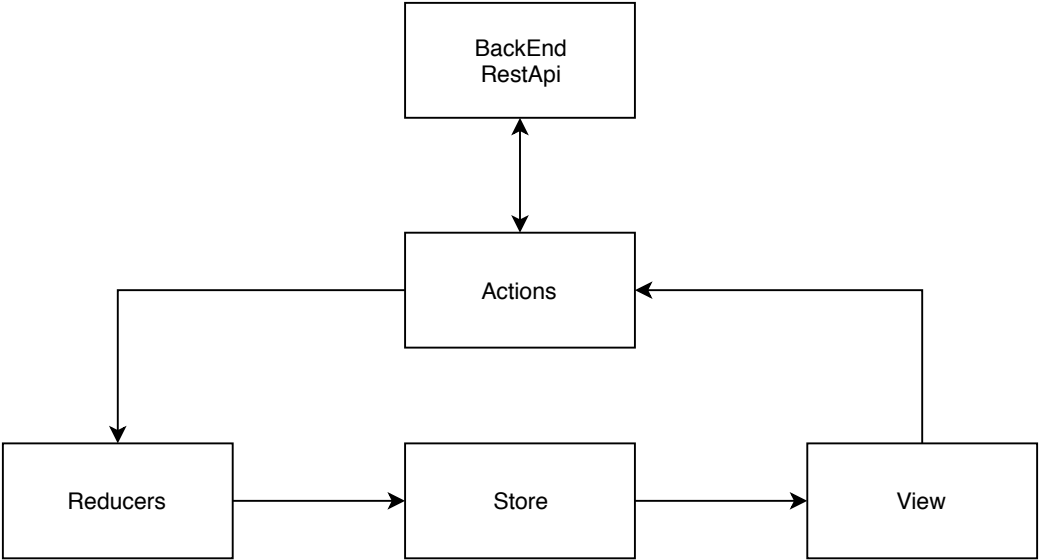 BackEnd
RestApi
Actions
Reducers
Store
View